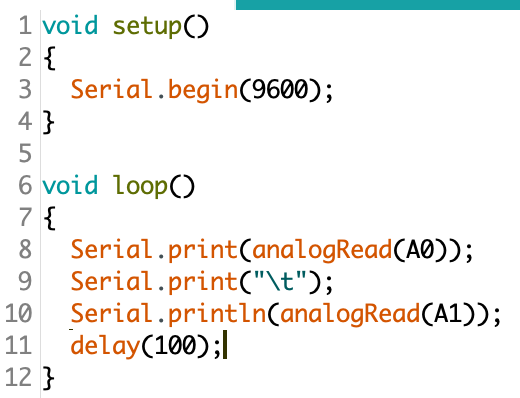 1 void setup()
2 {
3   Serial.begin(9600);
4 }
5
6 void loop()
7 {
8   Serial.print(analogRead(A0));
9   Serial.print("\t");
10   Serial.println(analogRead(A1));
11   delay(100);
12 }